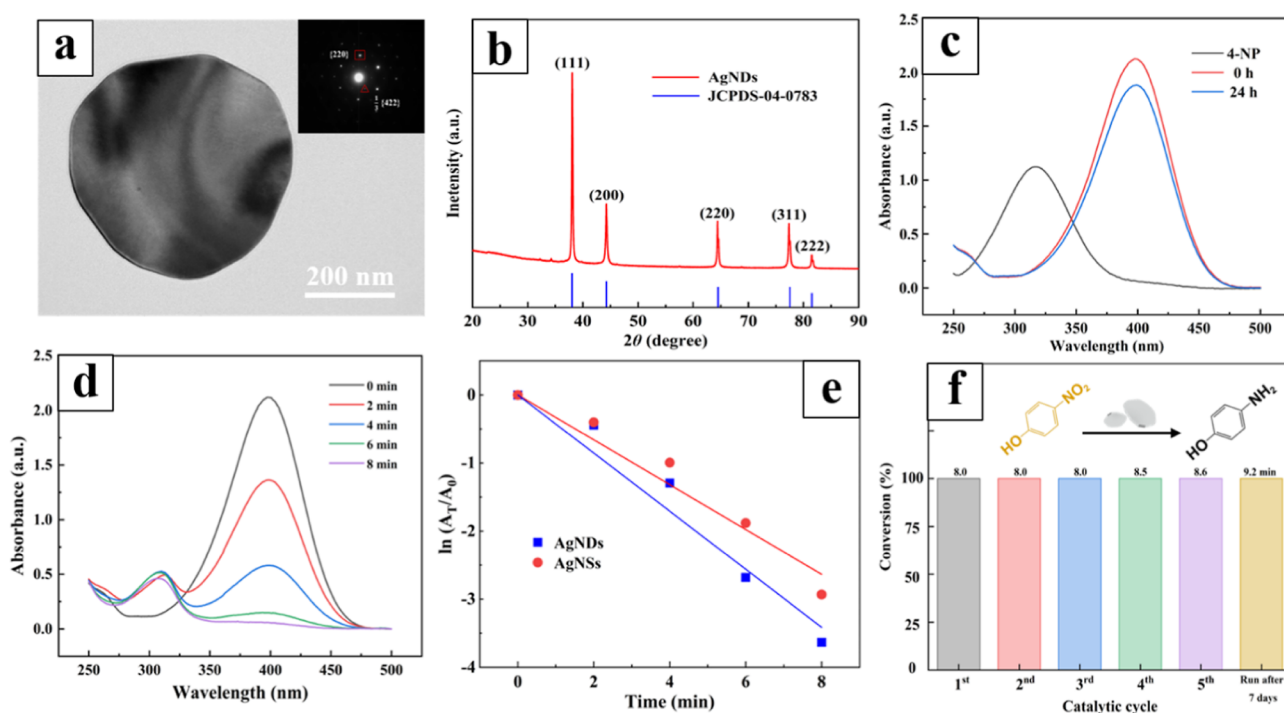 a
{220}
1/3 {422}
200 nm
b
Inetensity (a.u.)
(111)
(200)
(220)
(311)
(222)
AgNDs
JCPDS-04-0783
20 30 40 50 60 70 80 90
2θ (degree)
c
Absorbance (a.u.)
4-NP
0 h
24 h
2.0
1.5
1.0
0.5
0.0
250 300 350 400 450 500
Wavelength (nm)
d
Absorbance (a.u.)
0 min
2 min
4 min
6 min
8 min
2.5
2.0
1.5
1.0
0.5
0.0
250 300 350 400 450 500
Wavelength (nm)
e
ln (A_T/A_0)
0
-1
-2
-3
-4
AgNDs
AgNSs
0 2 4 6 8
Time (min)
f
HO NO₂
HO NH₂
Conversion (%)
100
75
50
25
0
8.0 8.0 8.0 8.5 8.6 9.2 min
1st 2nd 3rd 4th 5th Run after
7 days
Catalytic cycle